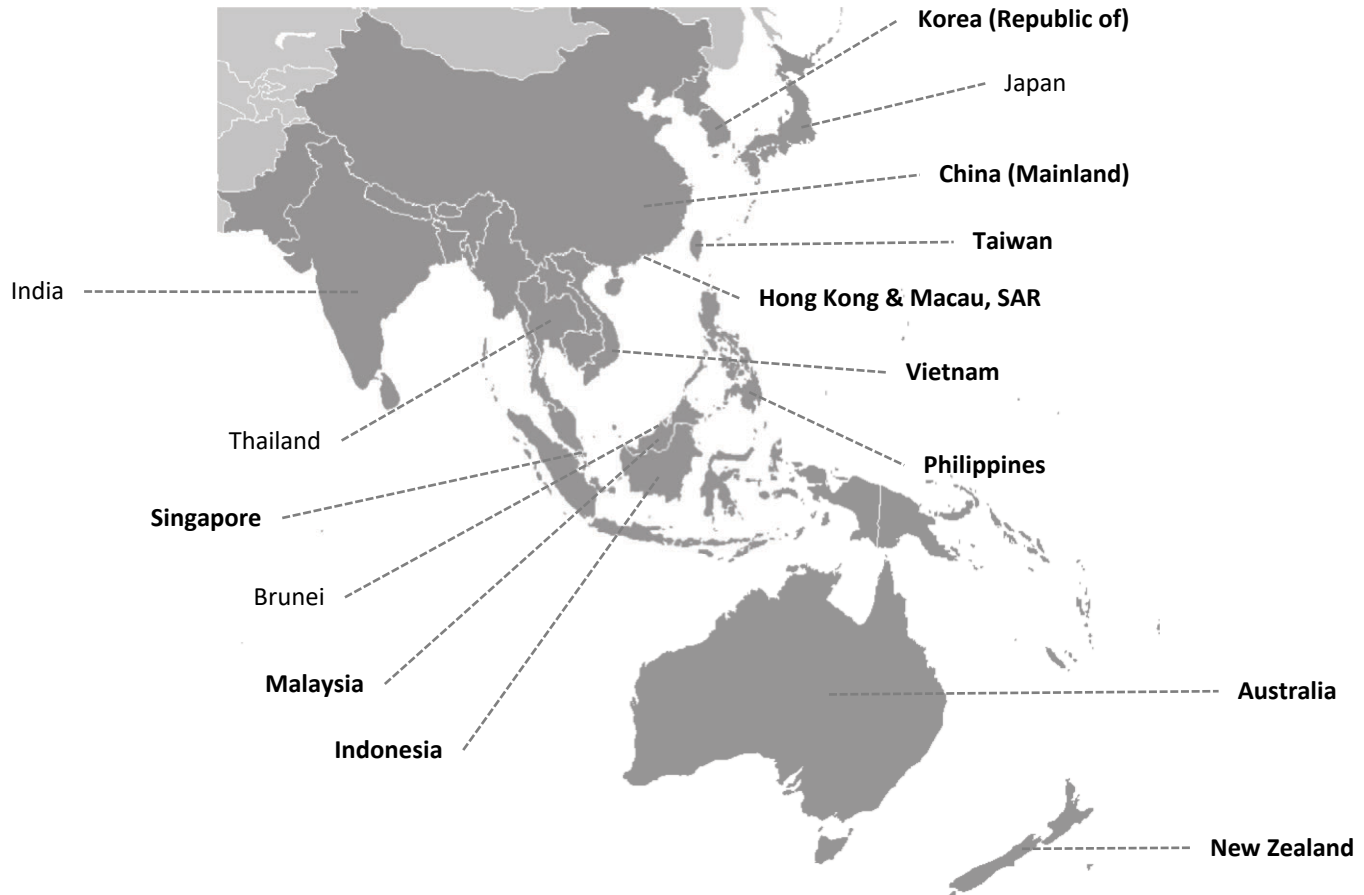 Korea (Republic of)
Japan
China (Mainland)
Taiwan
India
Hong Kong & Macau, SAR
Vietnam
Thailand
Philippines
Singapore
Brunei
Malaysia
Australia
Indonesia
New Zealand